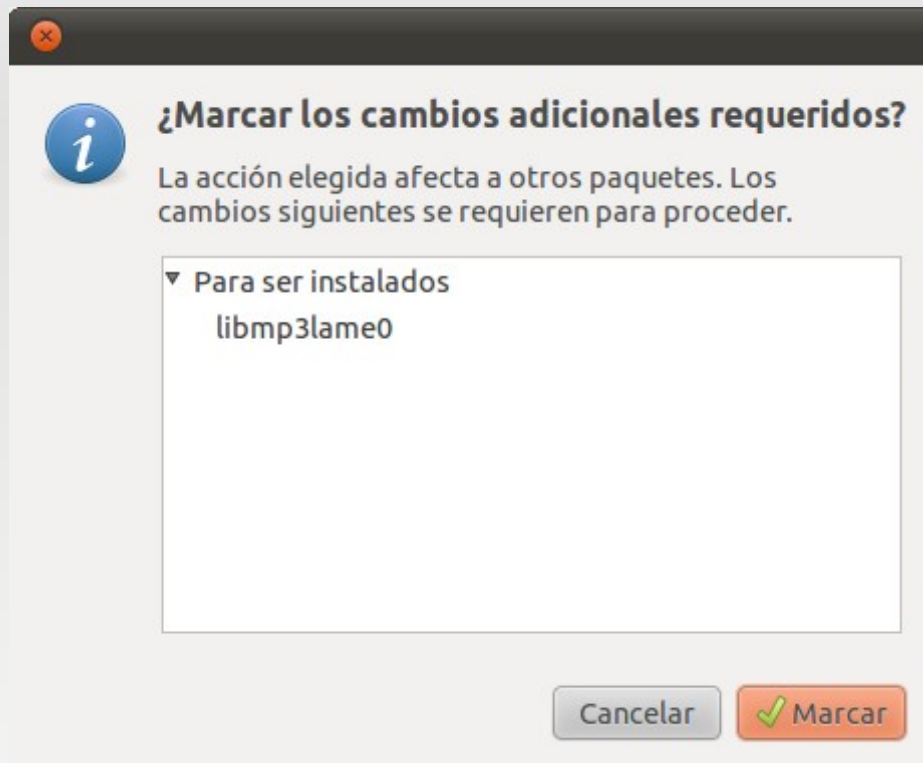 ¿Marcar los cambios adicionales requeridos?
La acción elegida afecta a otros paquetes. Los
cambios siguientes se requieren para proceder.
Para ser instalados
libmp3lame0
Cancelar
Marcar